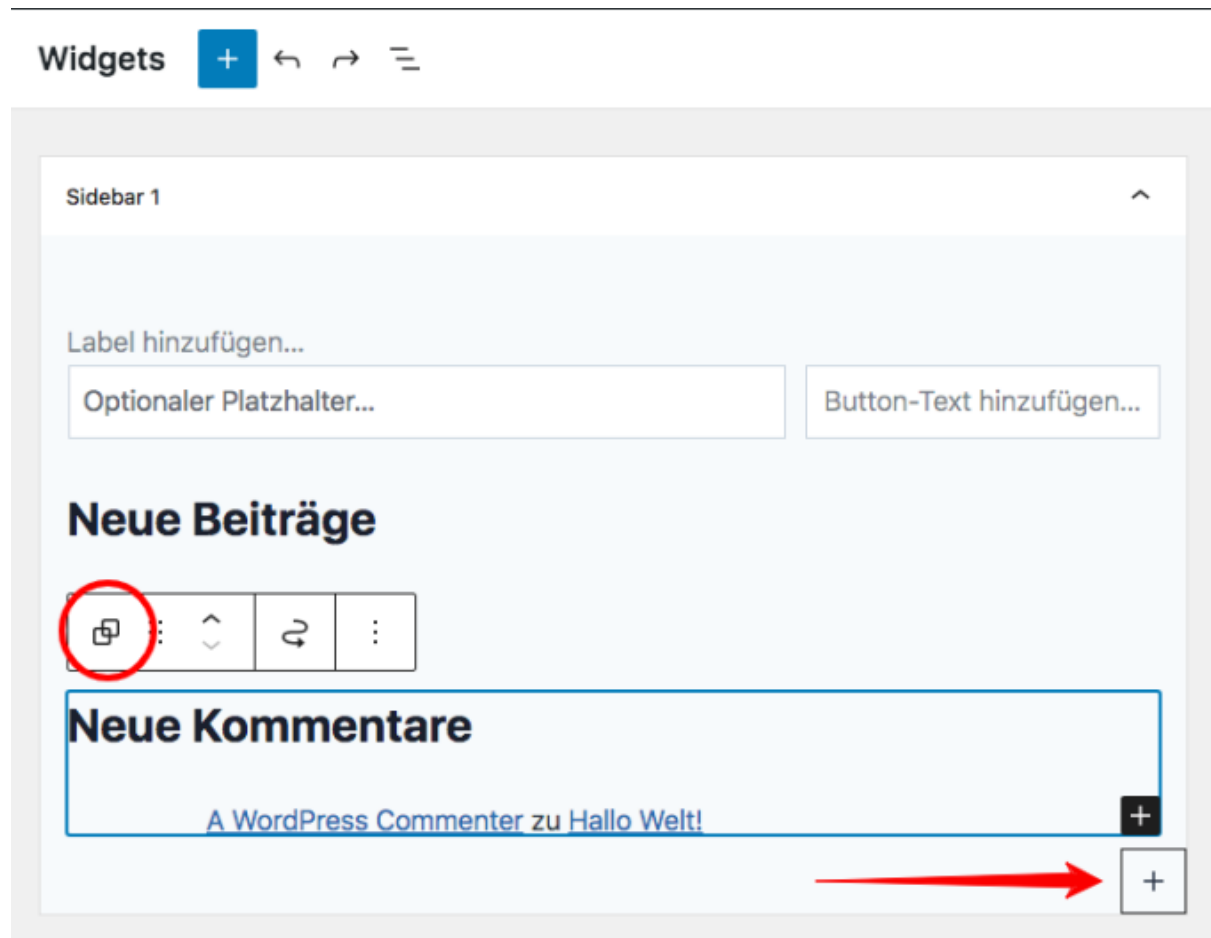 Widgets
Sidebar 1
Label hinzufügen...
Optionaler Platzhalter... Button-Text hinzufügen...
Neue Beiträge
Neue Kommentare
A WordPress Commenter zu Hallo Welt!